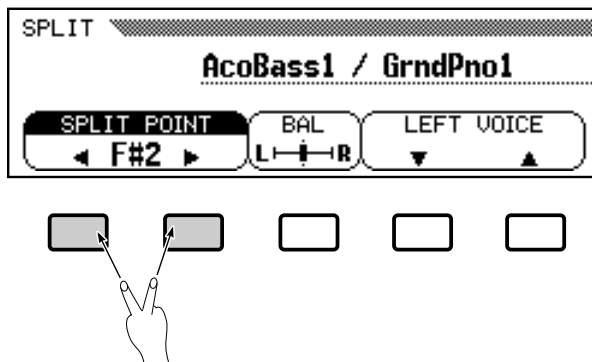 SPLIT
AcoBass1 / GrndPno1
SPLIT POINT BAL LEFT VOICE
◄ F#2 ► L R ▼ ▲